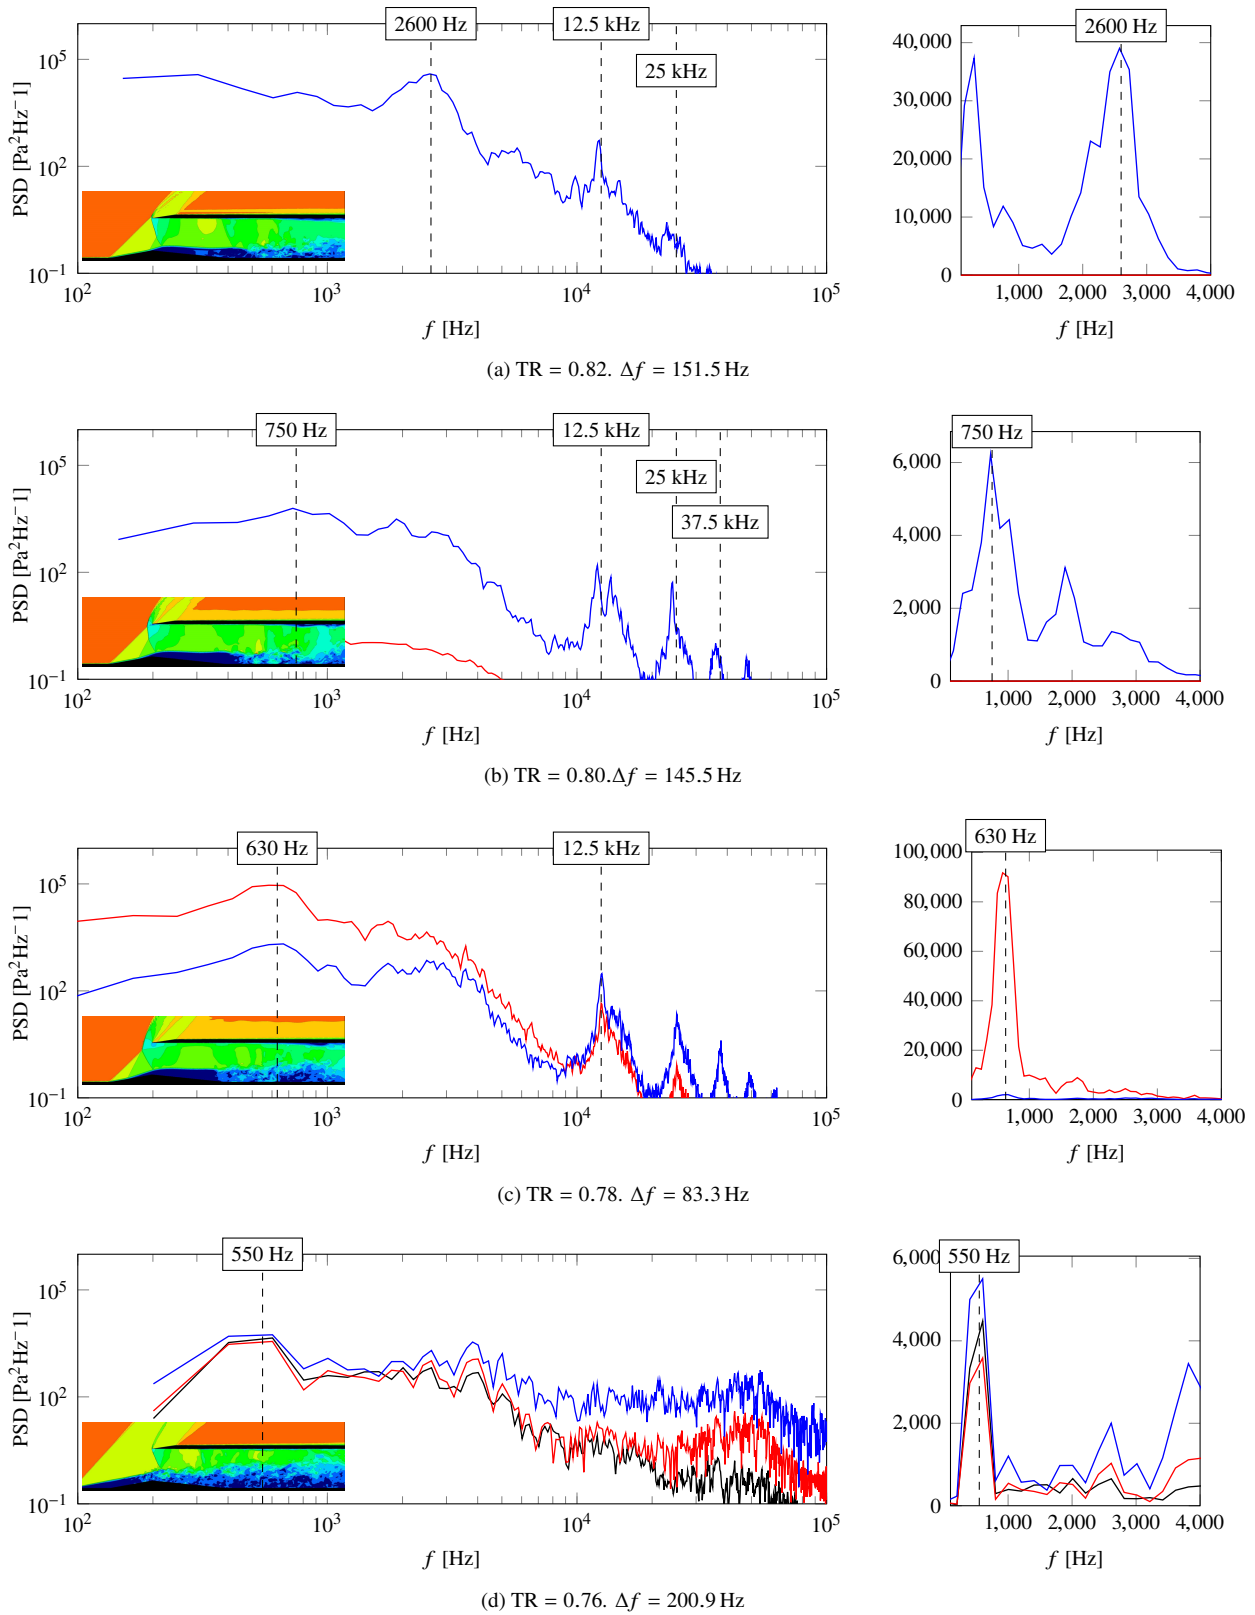 2600 Hz
12.5 kHz
25 kHz
10^5
10^2
10^−1
PSD [Pa^2Hz^−1]
10^2 10^3 10^4 10^5
f [Hz]
2600 Hz
40,000
30,000
20,000
10,000
0
1,000 2,000 3,000 4,000
f [Hz]
(a) TR = 0.82. Δf = 151.5 Hz
750 Hz
12.5 kHz
25 kHz
37.5 kHz
10^5
10^2
10^−1
PSD [Pa^2Hz^−1]
10^2 10^3 10^4 10^5
f [Hz]
750 Hz
6,000
4,000
2,000
0
1,000 2,000 3,000 4,000
f [Hz]
(b) TR = 0.80.Δf = 145.5 Hz
630 Hz
12.5 kHz
10^5
10^2
10^−1
PSD [Pa^2Hz^−1]
10^2 10^3 10^4 10^5
f [Hz]
630 Hz
100,000
80,000
60,000
40,000
20,000
0
1,000 2,000 3,000 4,000
f [Hz]
(c) TR = 0.78. Δf = 83.3 Hz
550 Hz
10^5
10^2
10^−1
PSD [Pa^2Hz^−1]
10^2 10^3 10^4 10^5
f [Hz]
550 Hz
6,000
4,000
2,000
0
1,000 2,000 3,000 4,000
f [Hz]
(d) TR = 0.76. Δf = 200.9 Hz